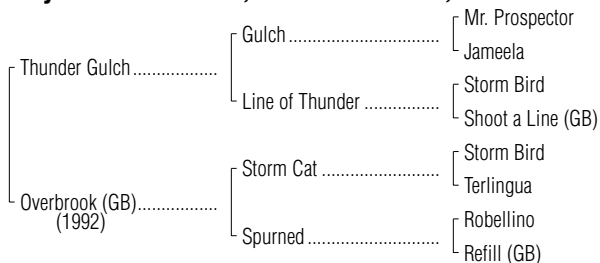 Mr. Prospector
Gulch
Jameela
Thunder Gulch
Storm Bird
Line of Thunder
Shoot a Line (GB)
Storm Bird
Storm Cat
Terlingua
Overbrook (GB)
(1992)
Robellino
Spurned
Refill (GB)